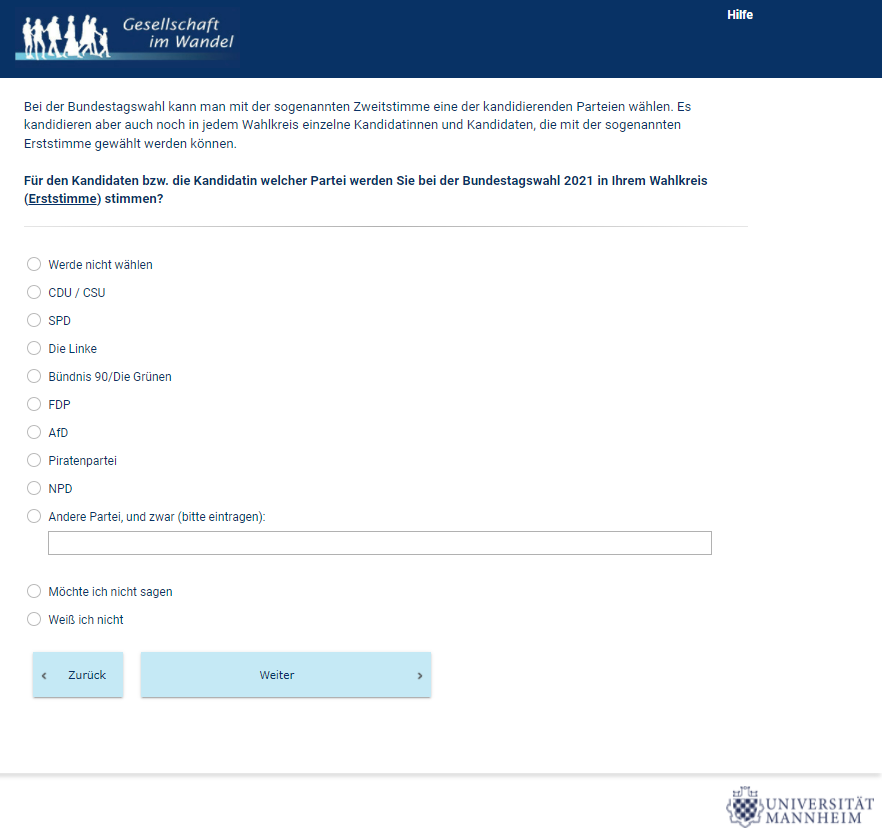 Gesellschaft
im Wandel
Hilfe
Bei der Bundestagswahl kann man mit der sogenannten Zweitstimme eine der kandidierenden Parteien wählen. Es
kandidieren aber auch noch in jedem Wahlkreis einzelne Kandidatinnen und Kandidaten, die mit der sogenannten
Erststimme gewählt werden können.
Für den Kandidaten bzw. die Kandidatin welcher Partei werden Sie bei der Bundestagswahl 2021 in Ihrem Wahlkreis
(Erststimme) stimmen?
Werde nicht wählen
CDU / CSU
SPD
Die Linke
Bündnis 90/Die Grünen
FDP
AfD
Piratenpartei
NPD
Andere Partei, und zwar (bitte eintragen):
Möchte ich nicht sagen
Weiß ich nicht
‹ Zurück
Weiter ›
UNIVERSITÄT
MANNHEIM